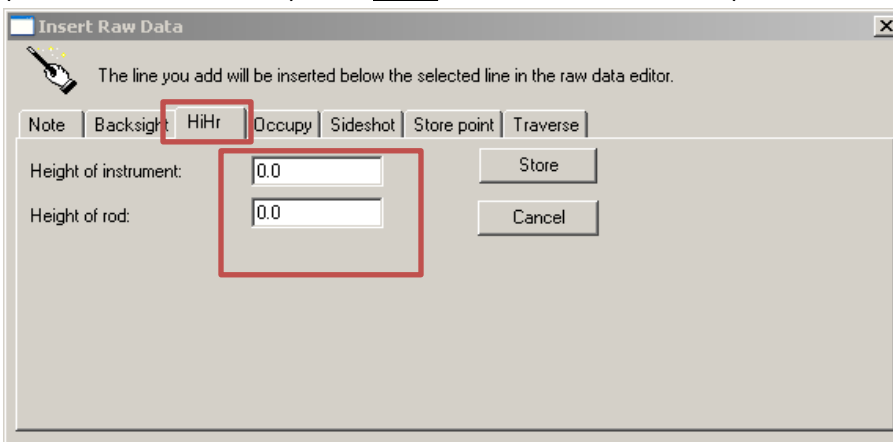 Insert Raw Data
The line you add will be inserted below the selected line in the raw data editor.
Note Backsight HiHr Occupy Sideshot Store point Traverse
Height of instrument: 0.0 Store
Height of rod: 0.0 Cancel